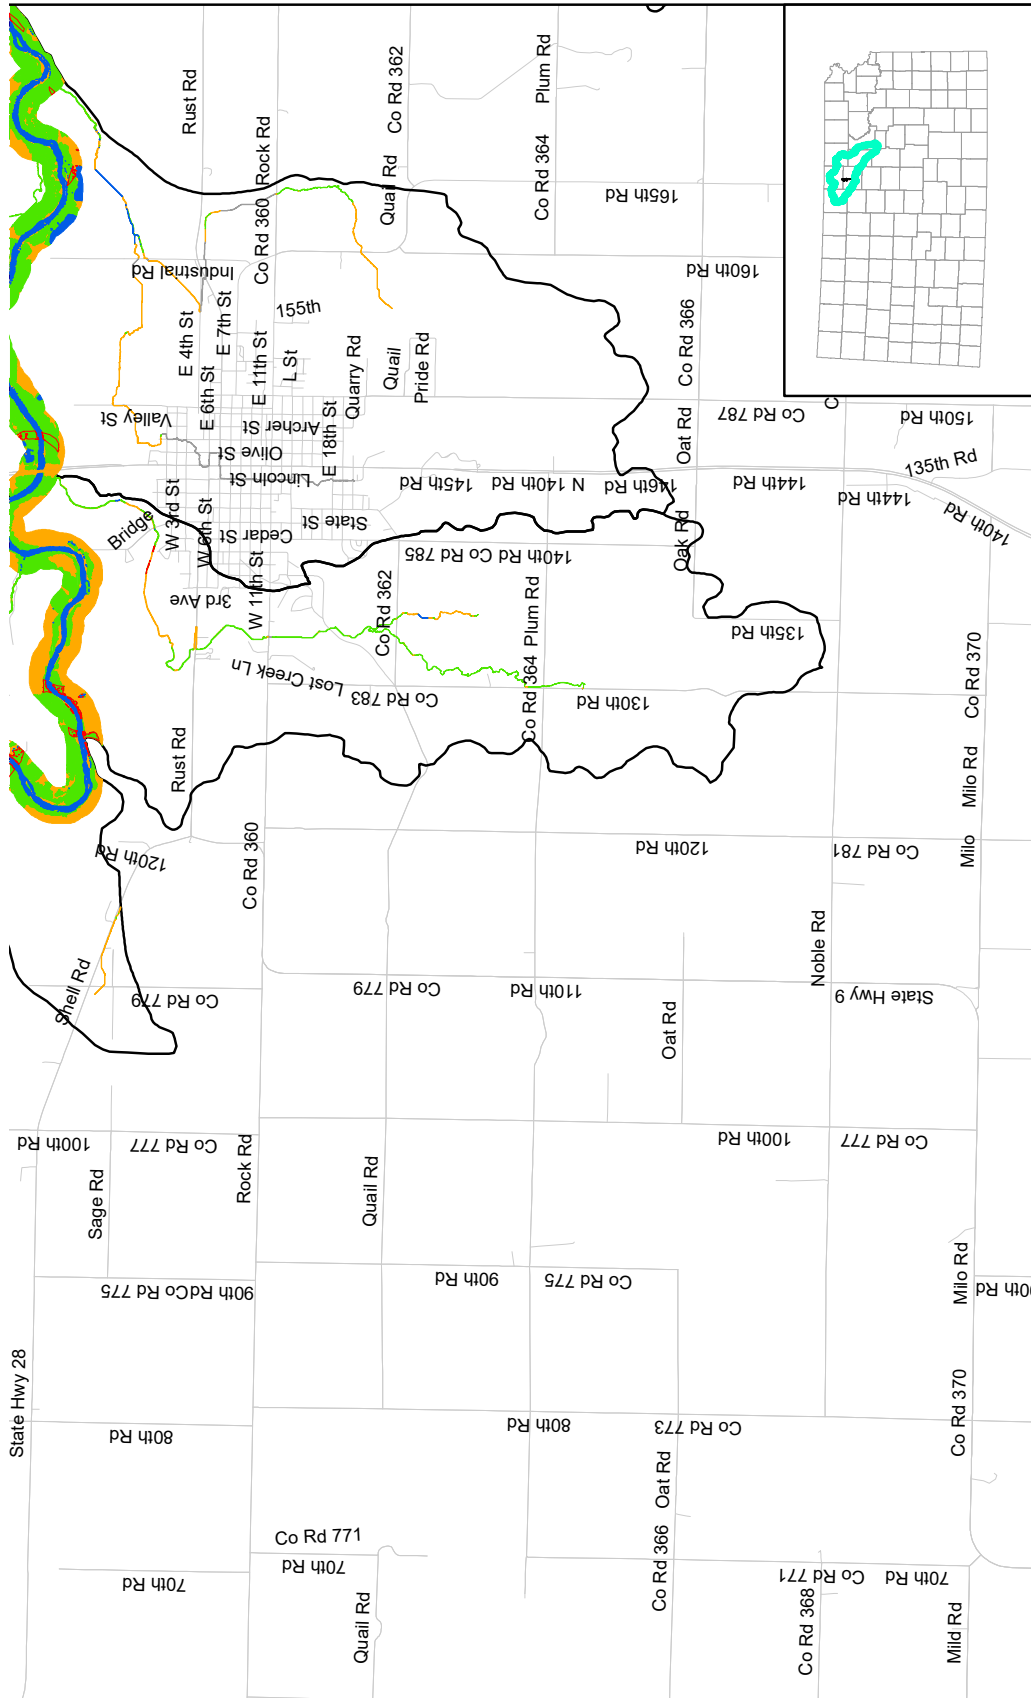 Rust Rd
Co Rd 362
Plum Rd
Rock Rd
Quail Rd
Co Rd 364
165th Rd
Co Rd 360
Industrial Rd
160th Rd
155th
E 4th St
E 7th St
E 11th St
L St
Quarry Rd
Quail
Pride Rd
Co Rd 366
E 6th St
Valley St
Archer St
E 18th St
Olive St
Lincoln St
Oat Rd
Co Rd 787
C
150th Rd
135th Rd
145th Rd
N 140th Rd
146th Rd
144th Rd
144th Rd
140th Rd
Bridge
W 3rd St
W 6th St
State St
Cedar St
Oak Rd
140th Rd Co Rd 785
W 11th St
3rd Ave
Co Rd 362
Plum Rd
135th Rd
Lost Creek Ln
Co Rd 783
Co Rd 364
130th Rd
Co Rd 370
Rust Rd
Milo Rd
120th Rd
Co Rd 360
120th Rd
Co Rd 781
Milo
Noble Rd
Shell Rd
Co Rd 779
Co Rd 779
110th Rd
Oat Rd
State Hwy 9
100th Rd
Co Rd 777
Rock Rd
Sage Rd
Quail Rd
100th Rd
Co Rd 777
90th Rd
Co Rd 775
90th Rd
Co Rd 775
Milo Rd
90th Rd
State Hwy 28
80th Rd
80th Rd
Co Rd 773
Co Rd 370
Oat Rd
Co Rd 771
70th Rd
70th Rd
Quail Rd
Co Rd 366
Co Rd 771
70th Rd
Co Rd 368
Mild Rd